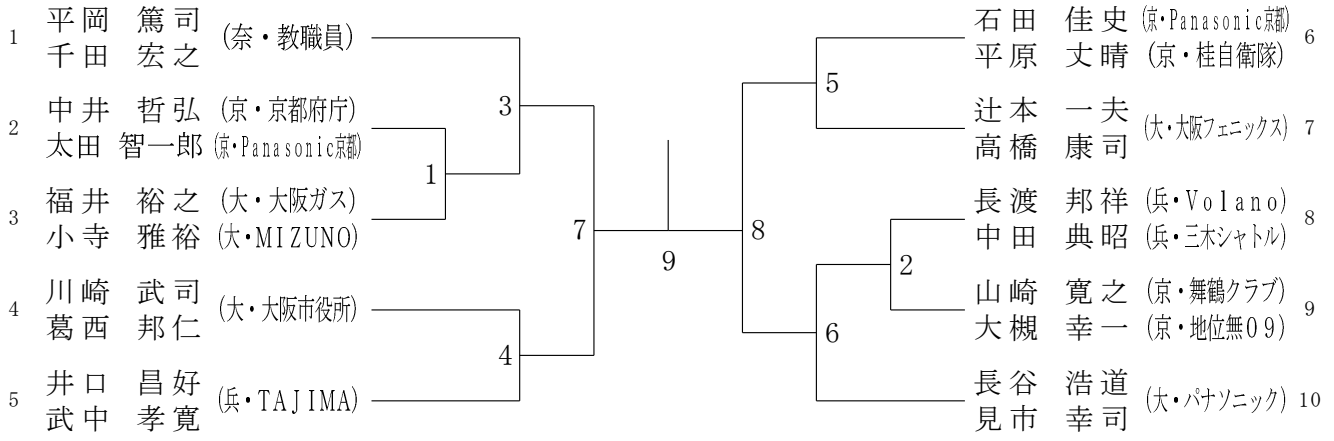 1 平岡 篤司 (奈・教職員)
千田 宏之
2 中井 哲弘 (京・京都府庁)
太田 智一郎 (京・Panasonic京都)
3 福井 裕之 (大・大阪ガス)
小寺 雅裕 (大・MIZUNO)
4 川崎 武司 (大・大阪市役所)
葛西 邦仁
5 井口 昌好 (兵・TAJIMA)
武中 孝寛
3
1
7
4
9
石田 佳史 (京・Panasonic京都) 6
平原 丈晴 (京・桂自衛隊)
辻本 一夫 (大・大阪フェニックス) 7
高橋 康司
長渡 邦祥 (兵・Volano) 8
中田 典昭 (兵・三木シャトル)
山崎 寛之 (京・舞鶴クラブ) 9
大槻 幸一 (京・地位無09)
長谷 浩道 (大・パナソニック) 10
見市 幸司
5
8
2
6